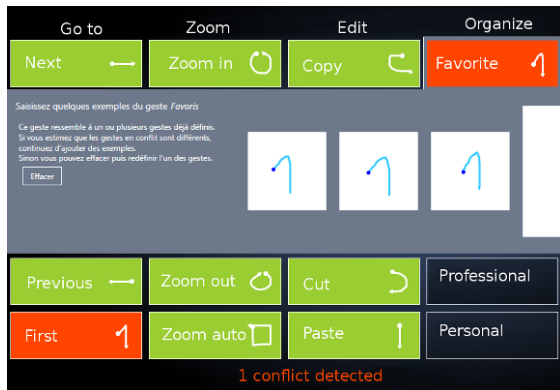 Go to Zoom Edit Organize
Next Zoom in Copy Favorite
Saisissez quelques exemples du geste Favoris
Ce geste ressemble à un ou plusieurs gestes déjà définis.
Si vous estimez que les gestes en conflit sont différents,
continuez d'ajouter des exemples.
Sinon vous pouvez effacer puis redéfinir l'un des gestes.
Effacer
Previous Zoom out Cut Professional
First Zoom auto Paste Personal
1 conflict detected